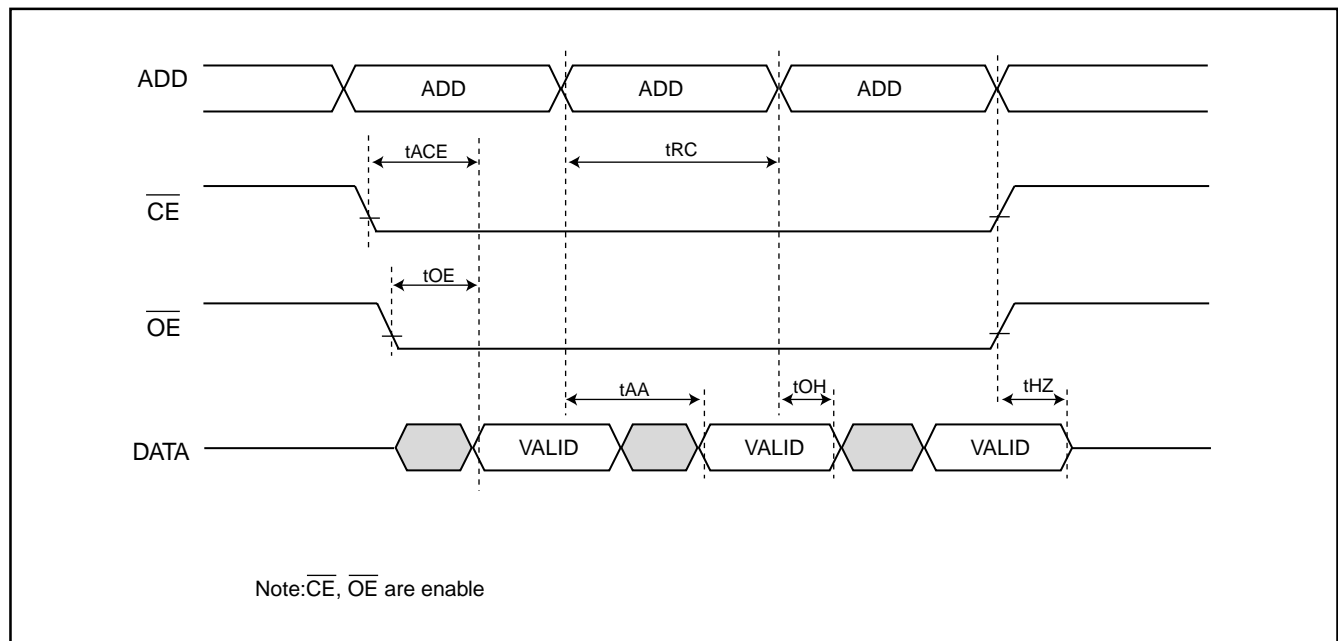 ADD ADD ADD ADD
tACE tRC
CE
tOE
OE
tAA tOH tHZ
DATA VALID VALID VALID
Note:CE, OE are enable